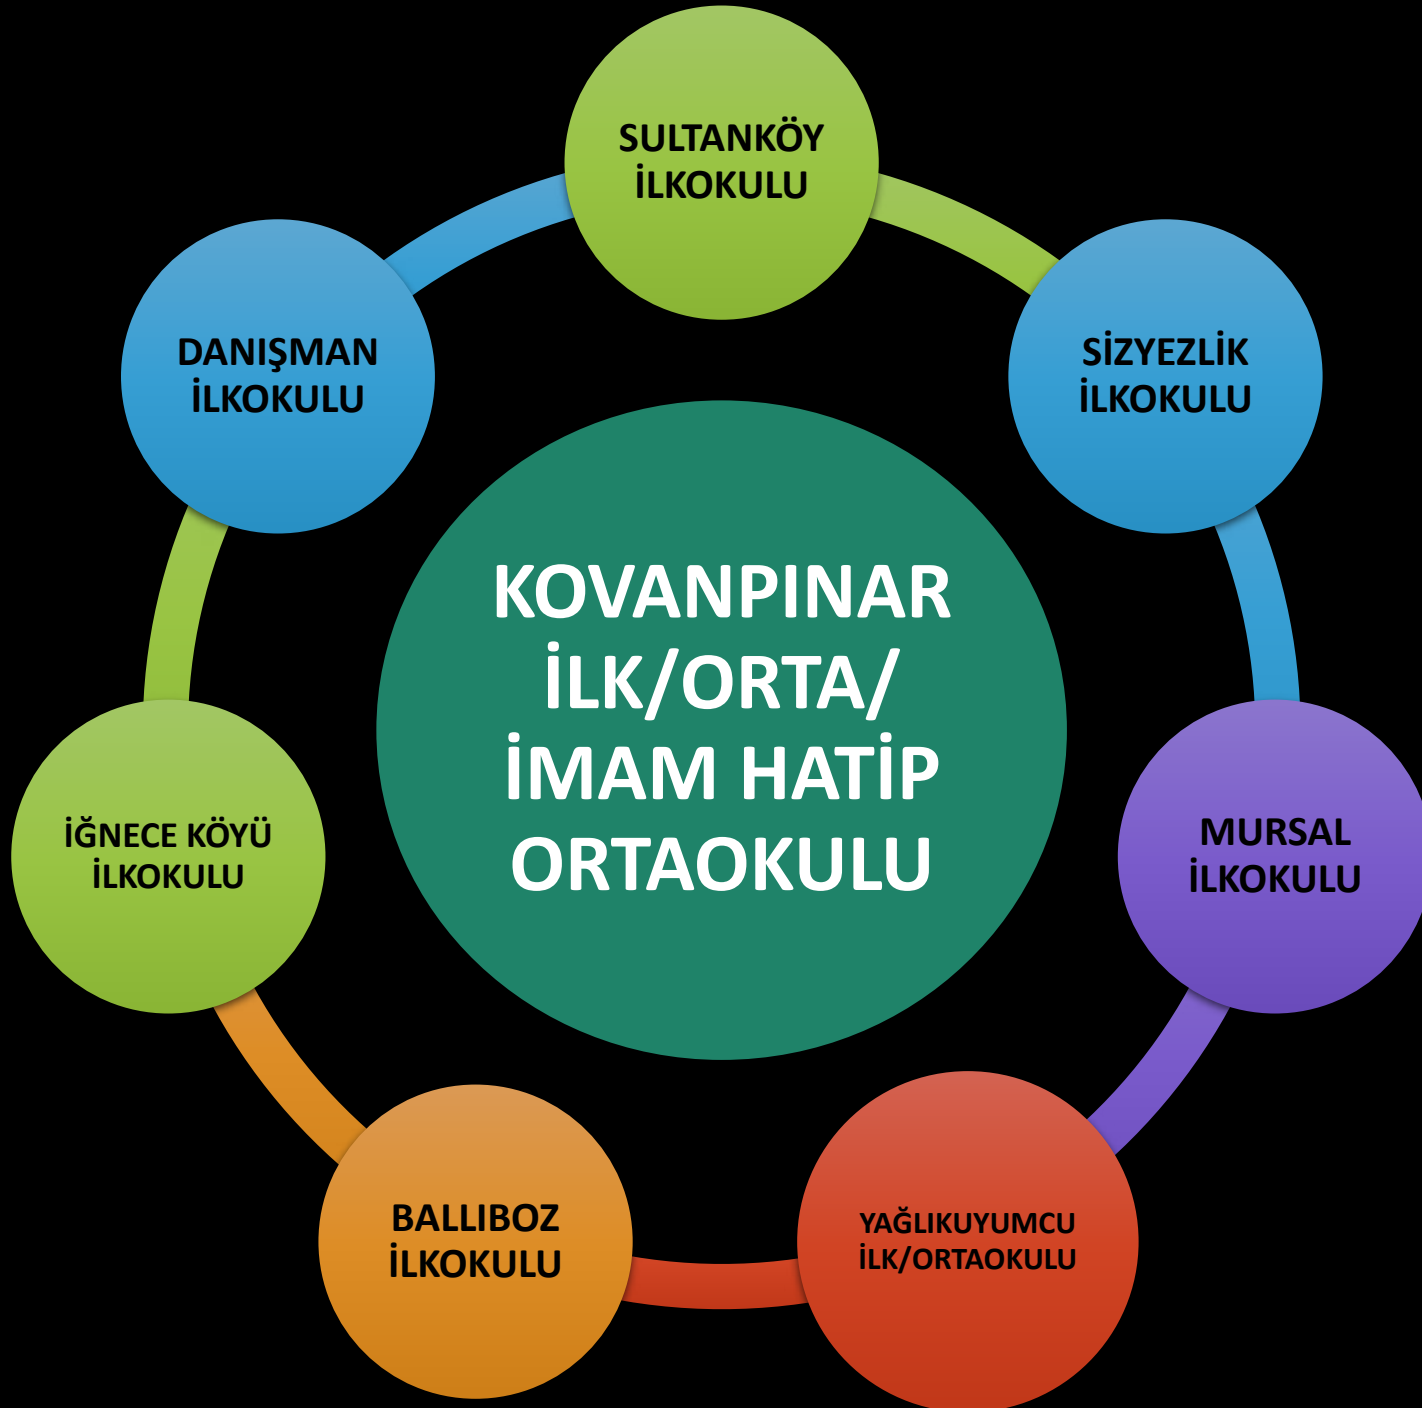 SULTANKÖY
İLKOKULU
SİZYEZLİK
İLKOKULU
MURSAL
İLKOKULU
YAĞLIKUYUMCU
İLK/ORTAOKULU
BALLIBOZ
İLKOKULU
İĞNECE KÖYÜ
İLKOKULU
DANIŞMAN
İLKOKULU
KOVANPINAR
İLK/ORTA/
İMAM HATİP
ORTAOKULU